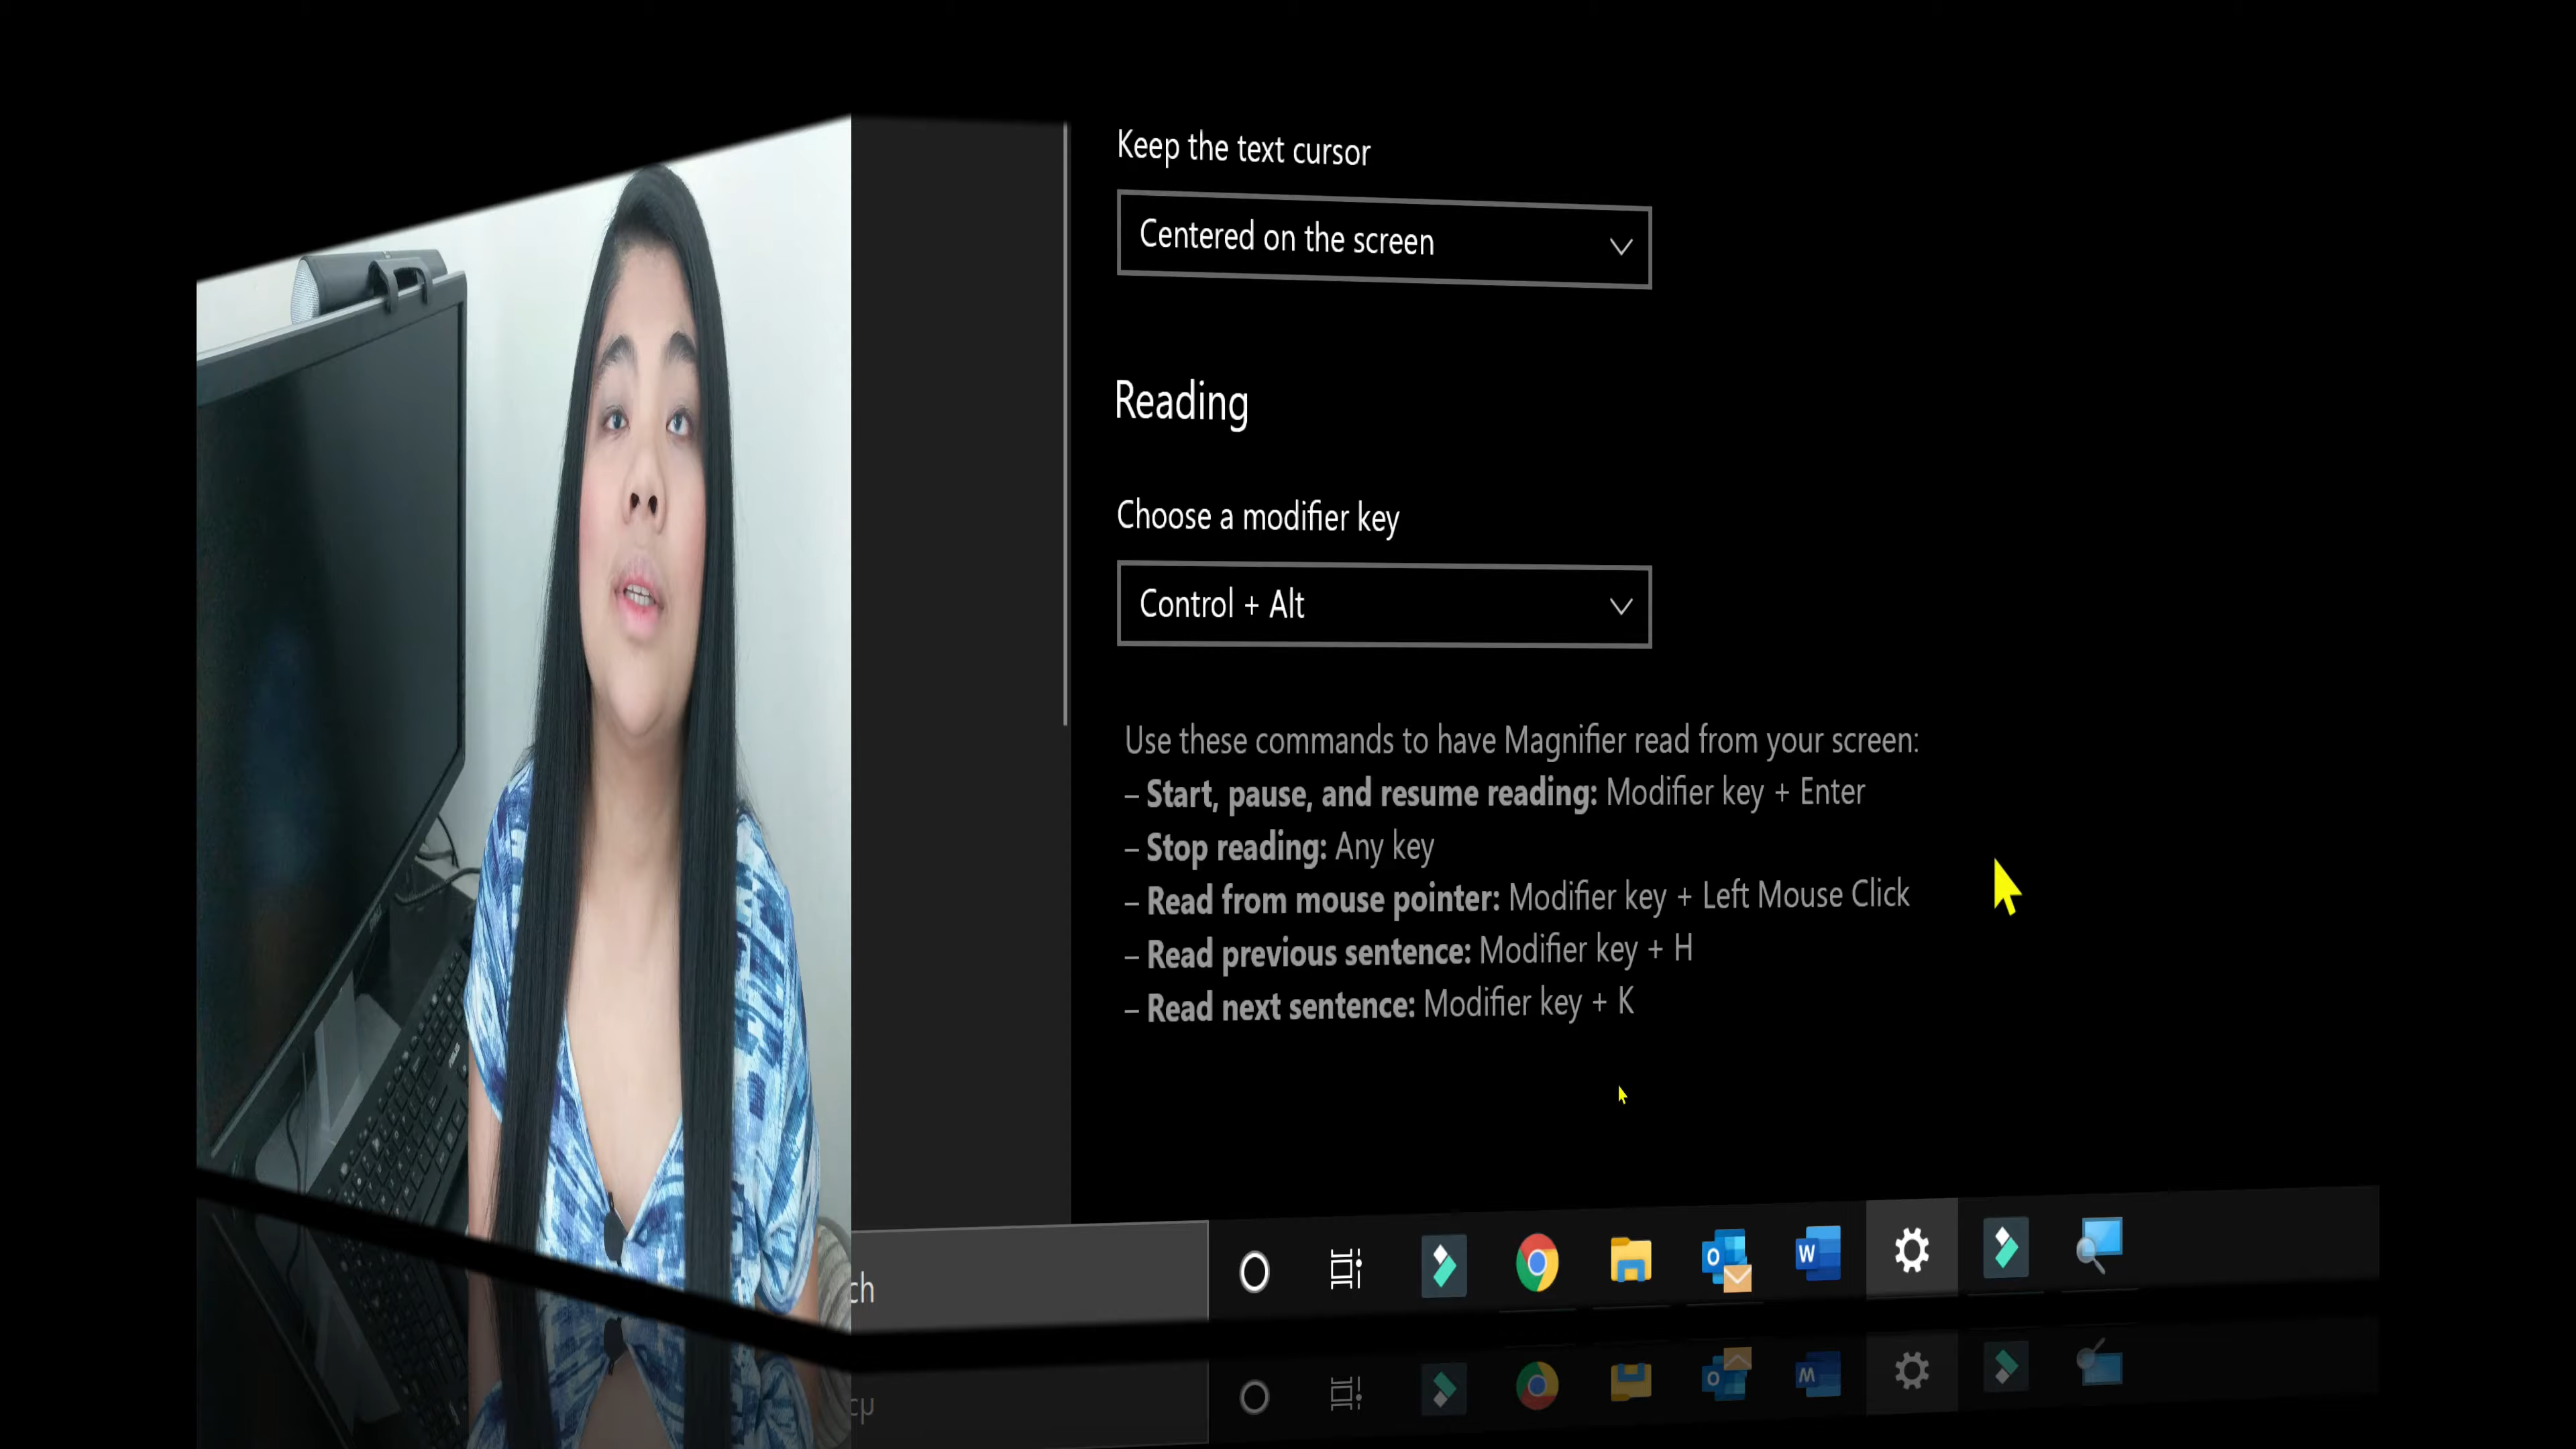 Keep the text cursor
Centered on the screen
Reading
Choose a modifier key
Control + Alt
Use these commands to have Magnifier read from your screen:
– Start, pause, and resume reading: Modifier key + Enter
– Stop reading: Any key
– Read from mouse pointer: Modifier key + Left Mouse Click
– Read previous sentence: Modifier key + H
– Read next sentence: Modifier key + K
ch